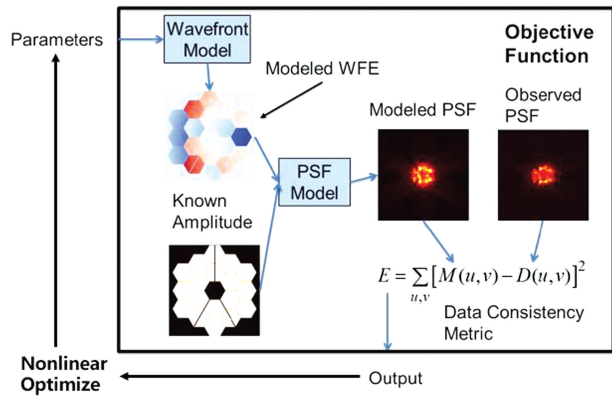 Parameters
Wavefront
Model
Objective
Function
Modeled WFE
Modeled PSF
Observed
PSF
PSF
Model
Known
Amplitude
E = ∑ [M(u,v) − D(u,v)]²
u,v
Data Consistency
Metric
Nonlinear
Optimize
Output